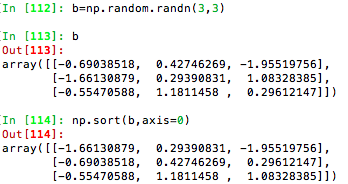 In [112]: b=np.random.randn(3,3)
In [113]: b
Out[113]:
array([[-0.69038518, 0.42746269, -1.95519756],
[-1.66130879, 0.29390831, 1.08328385],
[-0.55470588, 1.1811458 , 0.29612147]])
In [114]: np.sort(b,axis=0)
Out[114]:
array([[-1.66130879, 0.29390831, -1.95519756],
[-0.69038518, 0.42746269, 0.29612147],
[-0.55470588, 1.1811458 , 1.08328385]])